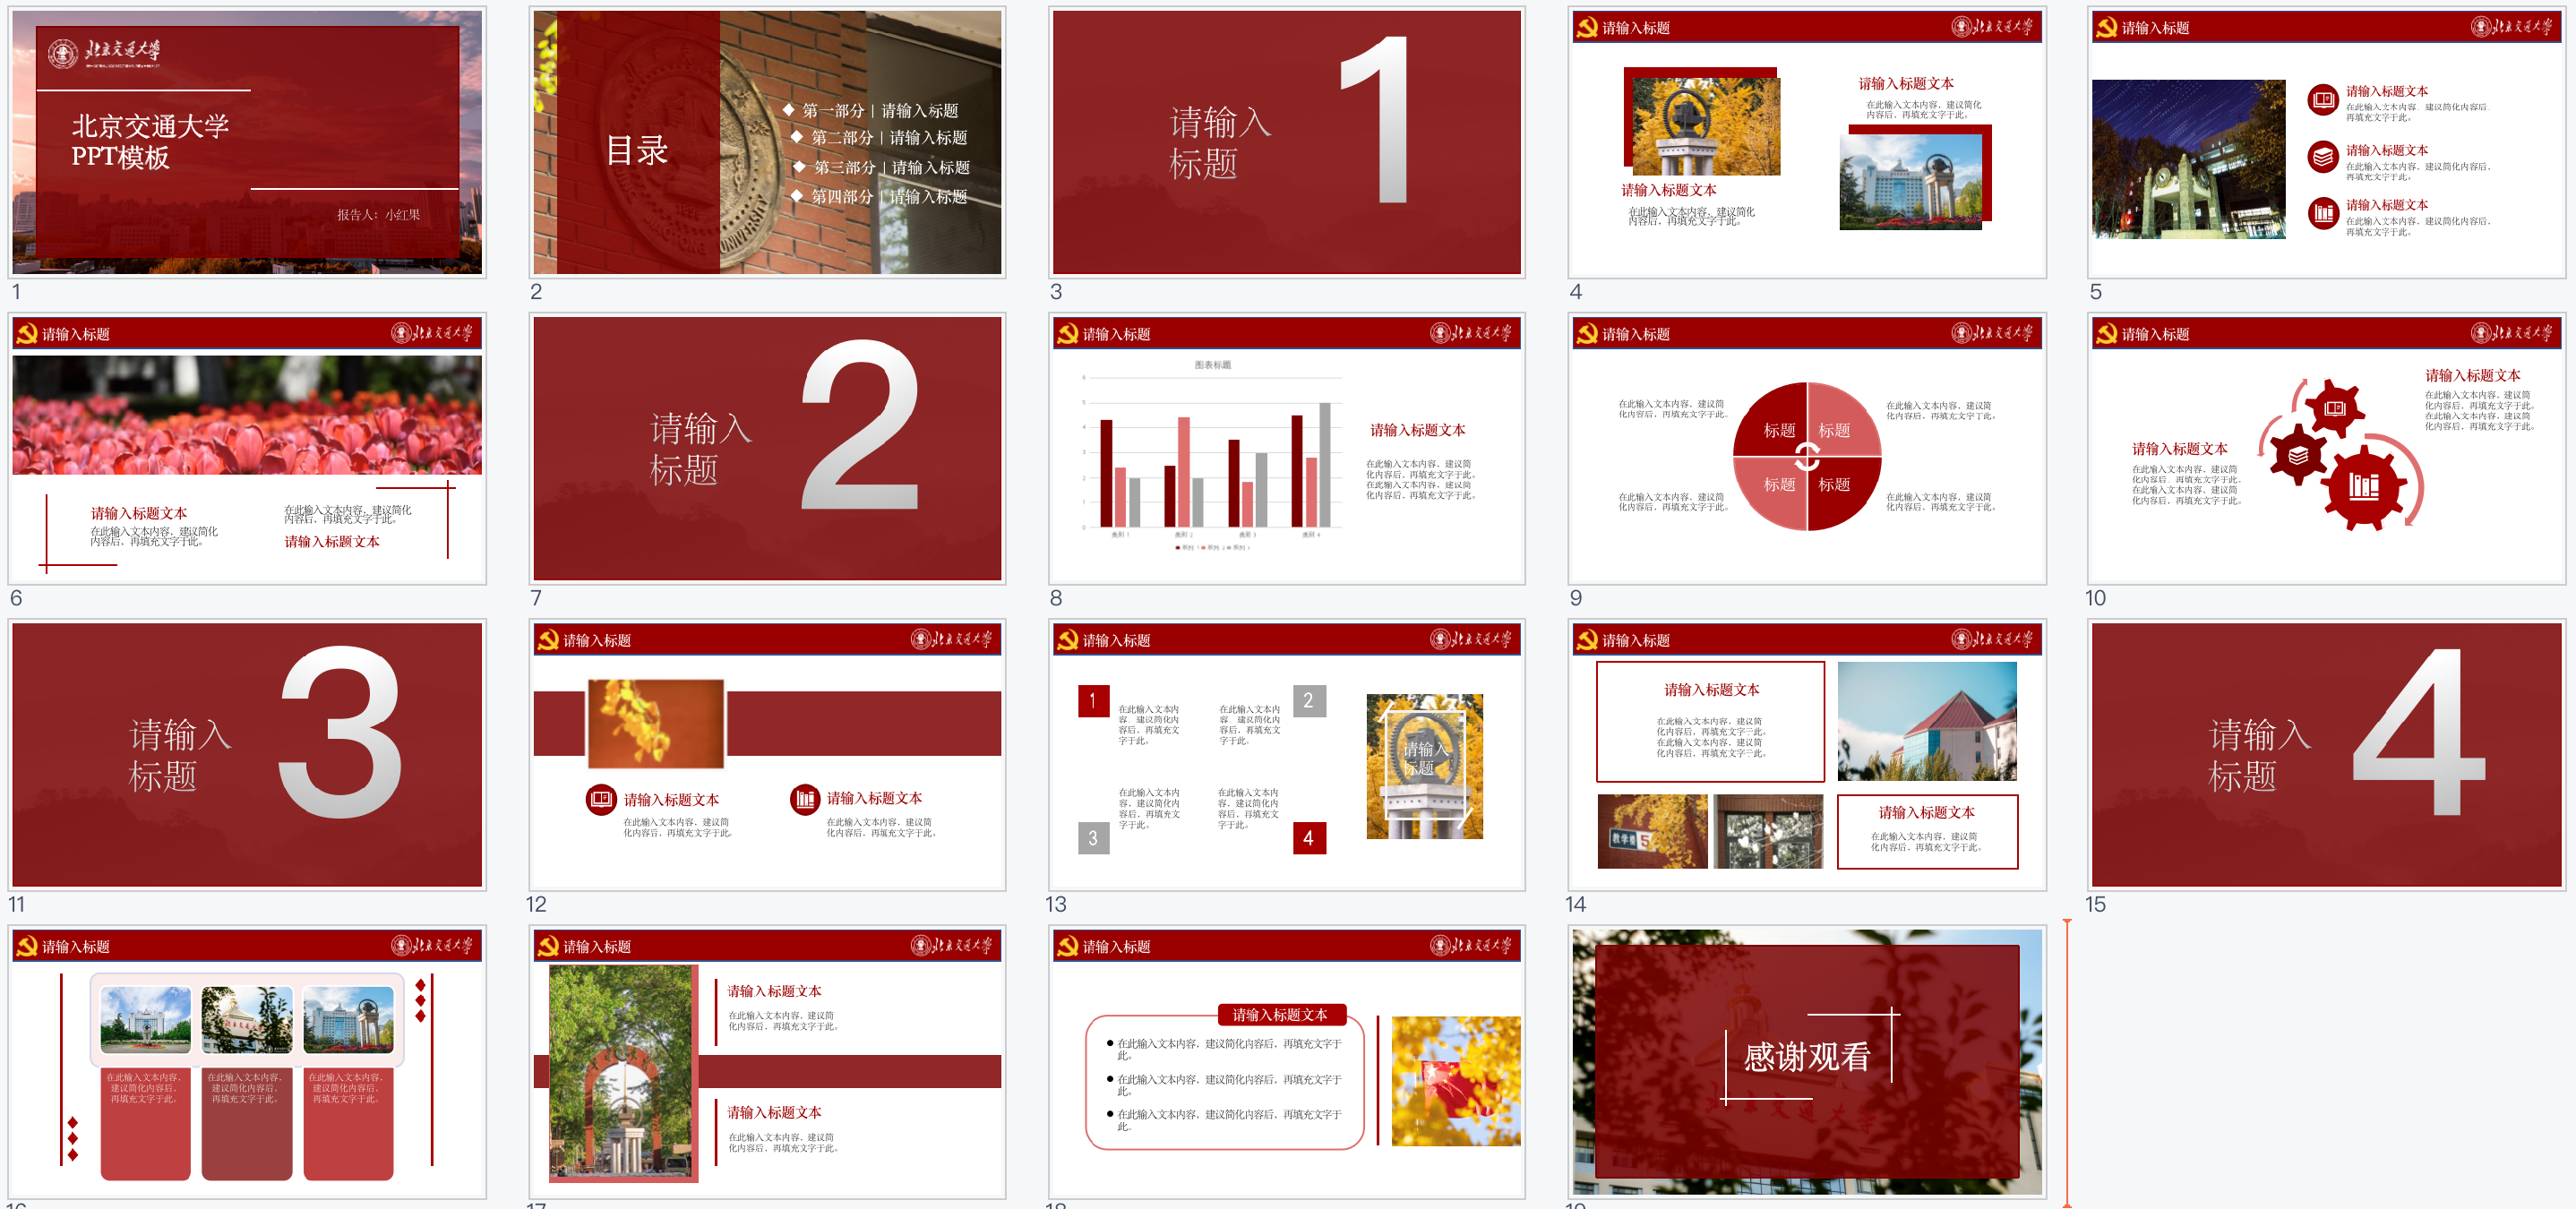 北京交通大学
北京交通大学
PPT模板
报告人：小红果
1
目录
第一部分 | 请输入标题
第二部分 | 请输入标题
第三部分 | 请输入标题
第四部分 | 请输入标题
2
请输入
标题
1
3
请输入标题
北京交通大学
请输入标题文本
在此输入文本内容，建议简化
内容后，再填充文字于此。
请输入标题文本
在此输入文本内容，建议简化
内容后，再填充文字于此。
4
请输入标题
北京交通大学
请输入标题文本
在此输入文本内容，建议简化内容后，
再填充文字于此。
请输入标题文本
在此输入文本内容，建议简化内容后，
再填充文字于此。
请输入标题文本
在此输入文本内容，建议简化内容后，
再填充文字于此。
5
请输入标题
北京交通大学
请输入标题文本
在此输入文本内容，建议简化
内容后，再填充文字于此。
在此输入文本内容，建议简化
内容后，再填充文字于此。
请输入标题文本
6
请输入
标题
2
7
请输入标题
北京交通大学
图表标题
6
5
4
3
2
1
0
类别 1 类别 2 类别 3 类别 4
系列 1 系列 2 系列 3
请输入标题文本
在此输入文本内容，建议简
化内容后，再填充文字于此。
在此输入文本内容，建议简
化内容后，再填充文字于此。
8
请输入标题
北京交通大学
在此输入文本内容，建议简
化内容后，再填充文字于此。
在此输入文本内容，建议简
化内容后，再填充文字于此。
标题 标题
标题 标题
在此输入文本内容，建议简
化内容后，再填充文字于此。
在此输入文本内容，建议简
化内容后，再填充文字于此。
9
请输入标题
北京交通大学
请输入标题文本
在此输入文本内容，建议简
化内容后，再填充文字于此。
在此输入文本内容，建议简
化内容后，再填充文字于此。
请输入标题文本
在此输入文本内容，建议简
化内容后，再填充文字于此。
在此输入文本内容，建议简
化内容后，再填充文字于此。
10
请输入
标题
3
11
请输入标题
北京交通大学
请输入标题文本
在此输入文本内容，建议简
化内容后，再填充文字于此。
请输入标题文本
在此输入文本内容，建议简
化内容后，再填充文字于此。
12
请输入标题
北京交通大学
1
在此输入文本内
容，建议简化内
容后，再填充文
字于此。
在此输入文本内
容，建议简化内
容后，再填充文
字于此。
2
3
在此输入文本内
容，建议简化内
容后，再填充文
字于此。
在此输入文本内
容，建议简化内
容后，再填充文
字于此。
4
请输入
标题
13
请输入标题
北京交通大学
请输入标题文本
在此输入文本内容，建议简
化内容后，再填充文字于此。
在此输入文本内容，建议简
化内容后，再填充文字于此。
教学楼 5
请输入标题文本
在此输入文本内容，建议简
化内容后，再填充文字于此。
14
请输入
标题
4
15
请输入标题
北京交通大学
在此输入文本内容，
建议简化内容后，
再填充文字于此。
在此输入文本内容，
建议简化内容后，
再填充文字于此。
在此输入文本内容，
建议简化内容后，
再填充文字于此。
16
请输入标题
北京交通大学
请输入标题文本
在此输入文本内容，建议简
化内容后，再填充文字于此。
请输入标题文本
在此输入文本内容，建议简
化内容后，再填充文字于此。
17
请输入标题
北京交通大学
请输入标题文本
在此输入文本内容，建议简化内容后，再填充文字于
此。
在此输入文本内容，建议简化内容后，再填充文字于
此。
在此输入文本内容，建议简化内容后，再填充文字于
此。
18
感谢观看
19